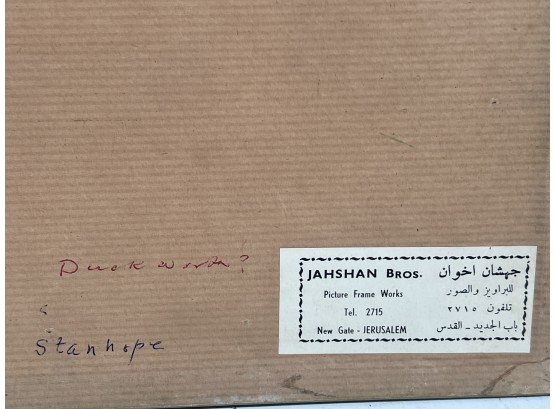 Duckworth?
Stanhope
JAHSHAN BROS.
Picture Frame Works
Tel. 2715
New Gate - JERUSALEM
جهشان اخوان
للبراويز والصور
تلفون ٢٧١٥
باب الجديد - القدس